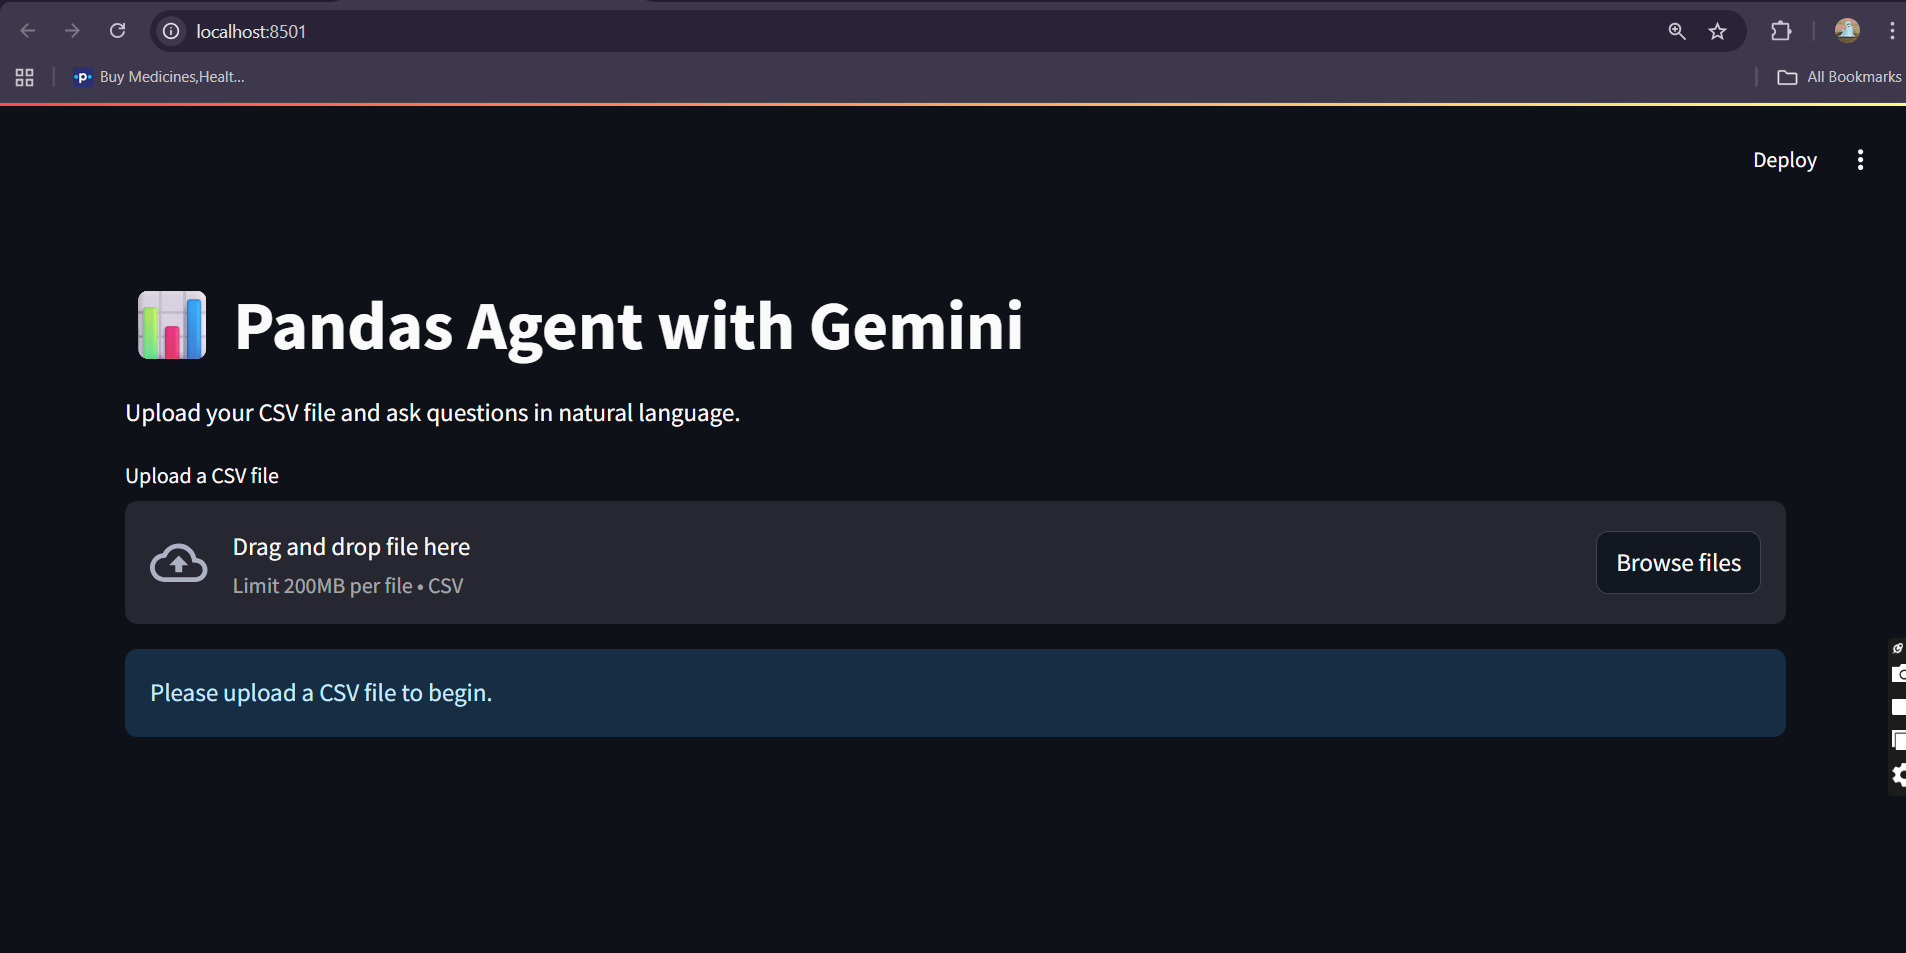 localhost:8501
Buy Medicines,Healt...
All Bookmarks
Deploy
Pandas Agent with Gemini
Upload your CSV file and ask questions in natural language.
Upload a CSV file
Drag and drop file here
Limit 200MB per file • CSV
Browse files
Please upload a CSV file to begin.